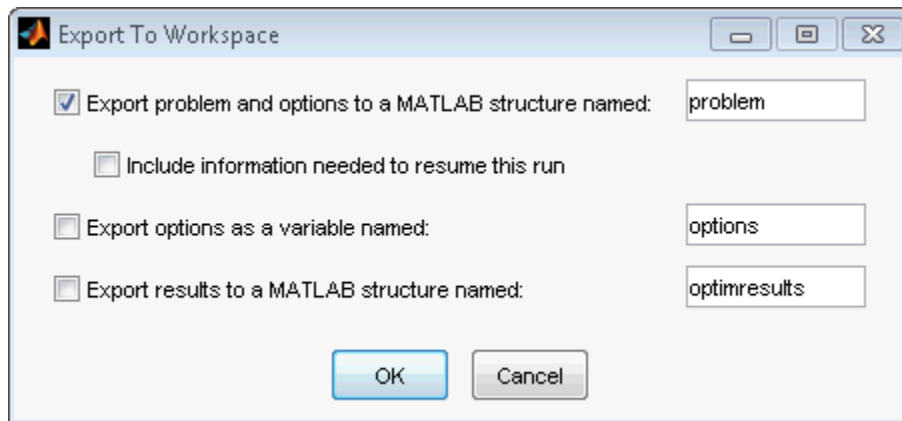 Export To Workspace
Export problem and options to a MATLAB structure named: problem
Include information needed to resume this run
Export options as a variable named: options
Export results to a MATLAB structure named: optimresults
OK Cancel